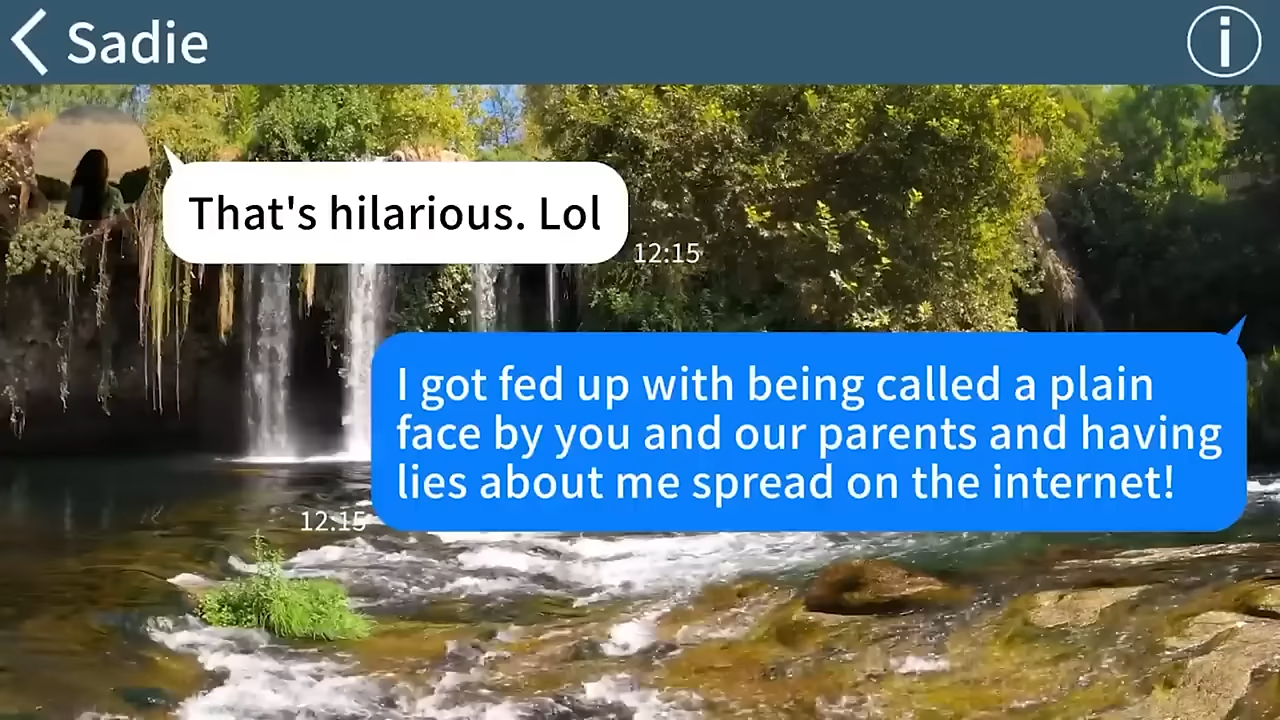 Sadie
That's hilarious. Lol
12:15
I got fed up with being called a plain
face by you and our parents and having
lies about me spread on the internet!
12:15